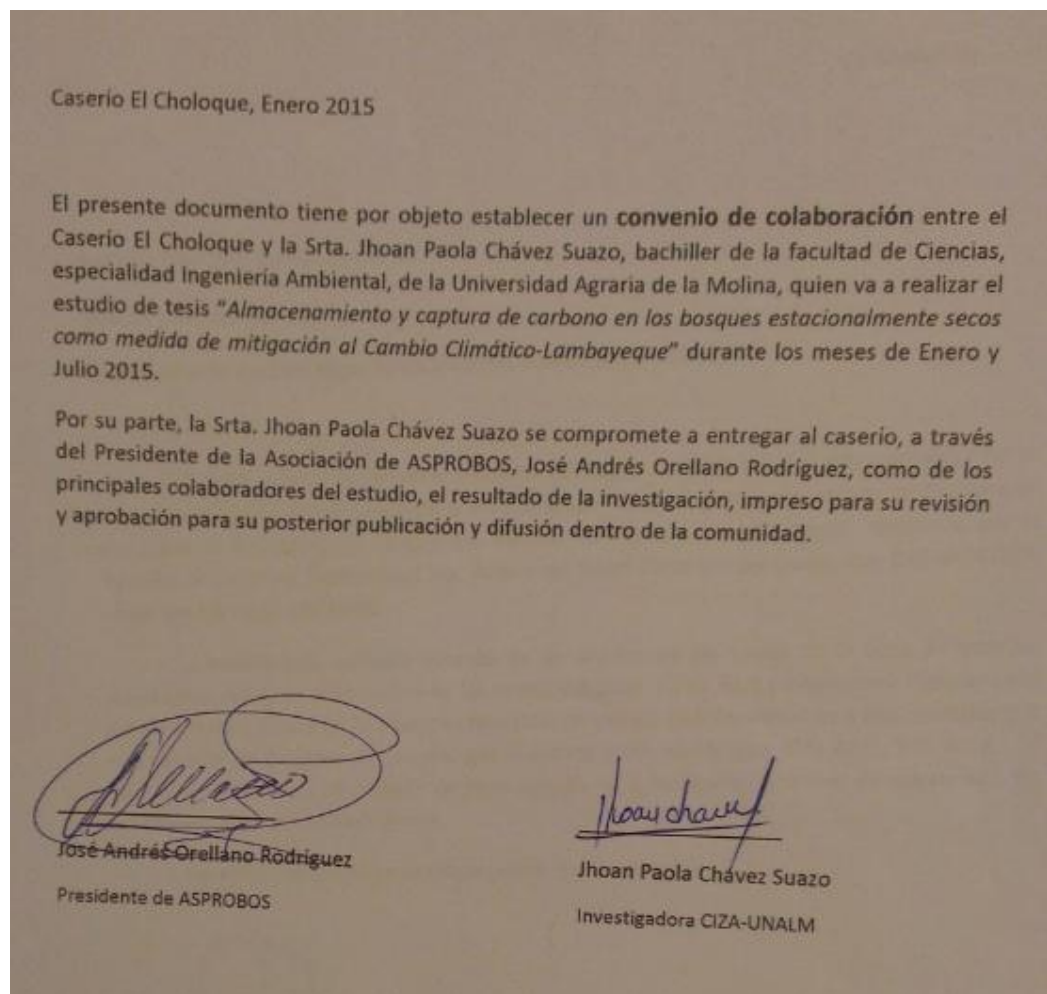 Caserío El Choloque, Enero 2015
El presente documento tiene por objeto establecer un convenio de colaboración entre el
Caserío El Choloque y la Srta. Jhoan Paola Chávez Suazo, bachiller de la facultad de Ciencias,
especialidad Ingeniería Ambiental, de la Universidad Agraria de la Molina, quien va a realizar el
estudio de tesis "Almacenamiento y captura de carbono en los bosques estacionalmente secos
como medida de mitigación al Cambio Climático-Lambayeque" durante los meses de Enero y
Julio 2015.
Por su parte, la Srta. Jhoan Paola Chávez Suazo se compromete a entregar al caserío, a través
del Presidente de la Asociación de ASPROBOS, José Andrés Orellano Rodríguez, como de los
principales colaboradores del estudio, el resultado de la investigación, impreso para su revisión
y aprobación para su posterior publicación y difusión dentro de la comunidad.
José Andrés Orellano Rodríguez
Presidente de ASPROBOS
Jhoan Paola Chávez Suazo
Investigadora CIZA-UNALM